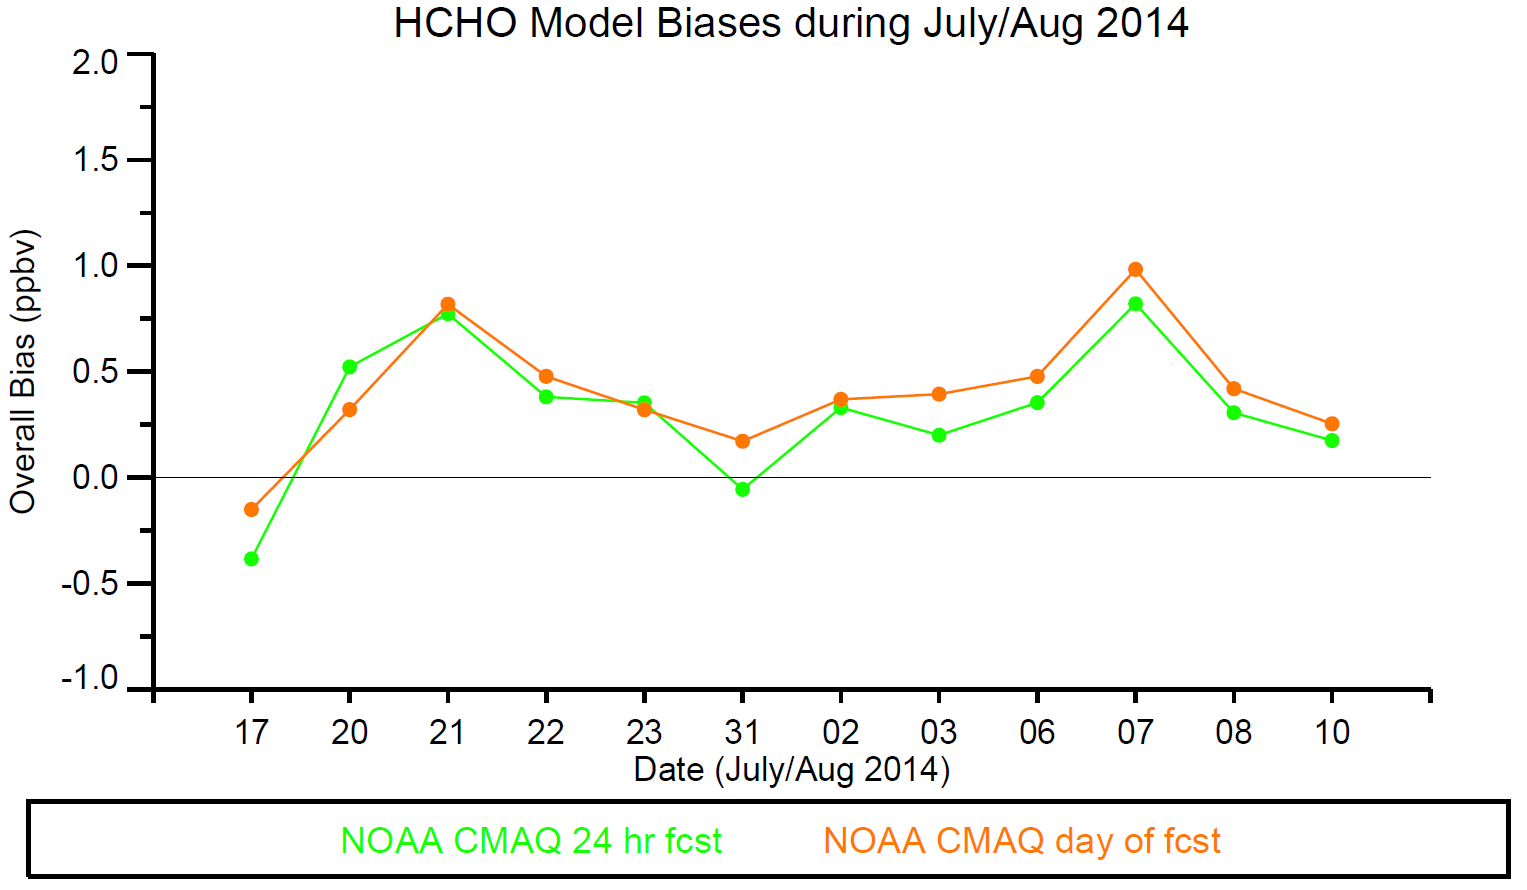 HCHO Model Biases during July/Aug 2014
Overall Bias (ppbv)
2.0
1.5
1.0
0.5
0.0
-0.5
-1.0
17 20 21 22 23 31 02 03 06 07 08 10
Date (July/Aug 2014)
NOAA CMAQ 24 hr fcst NOAA CMAQ day of fcst